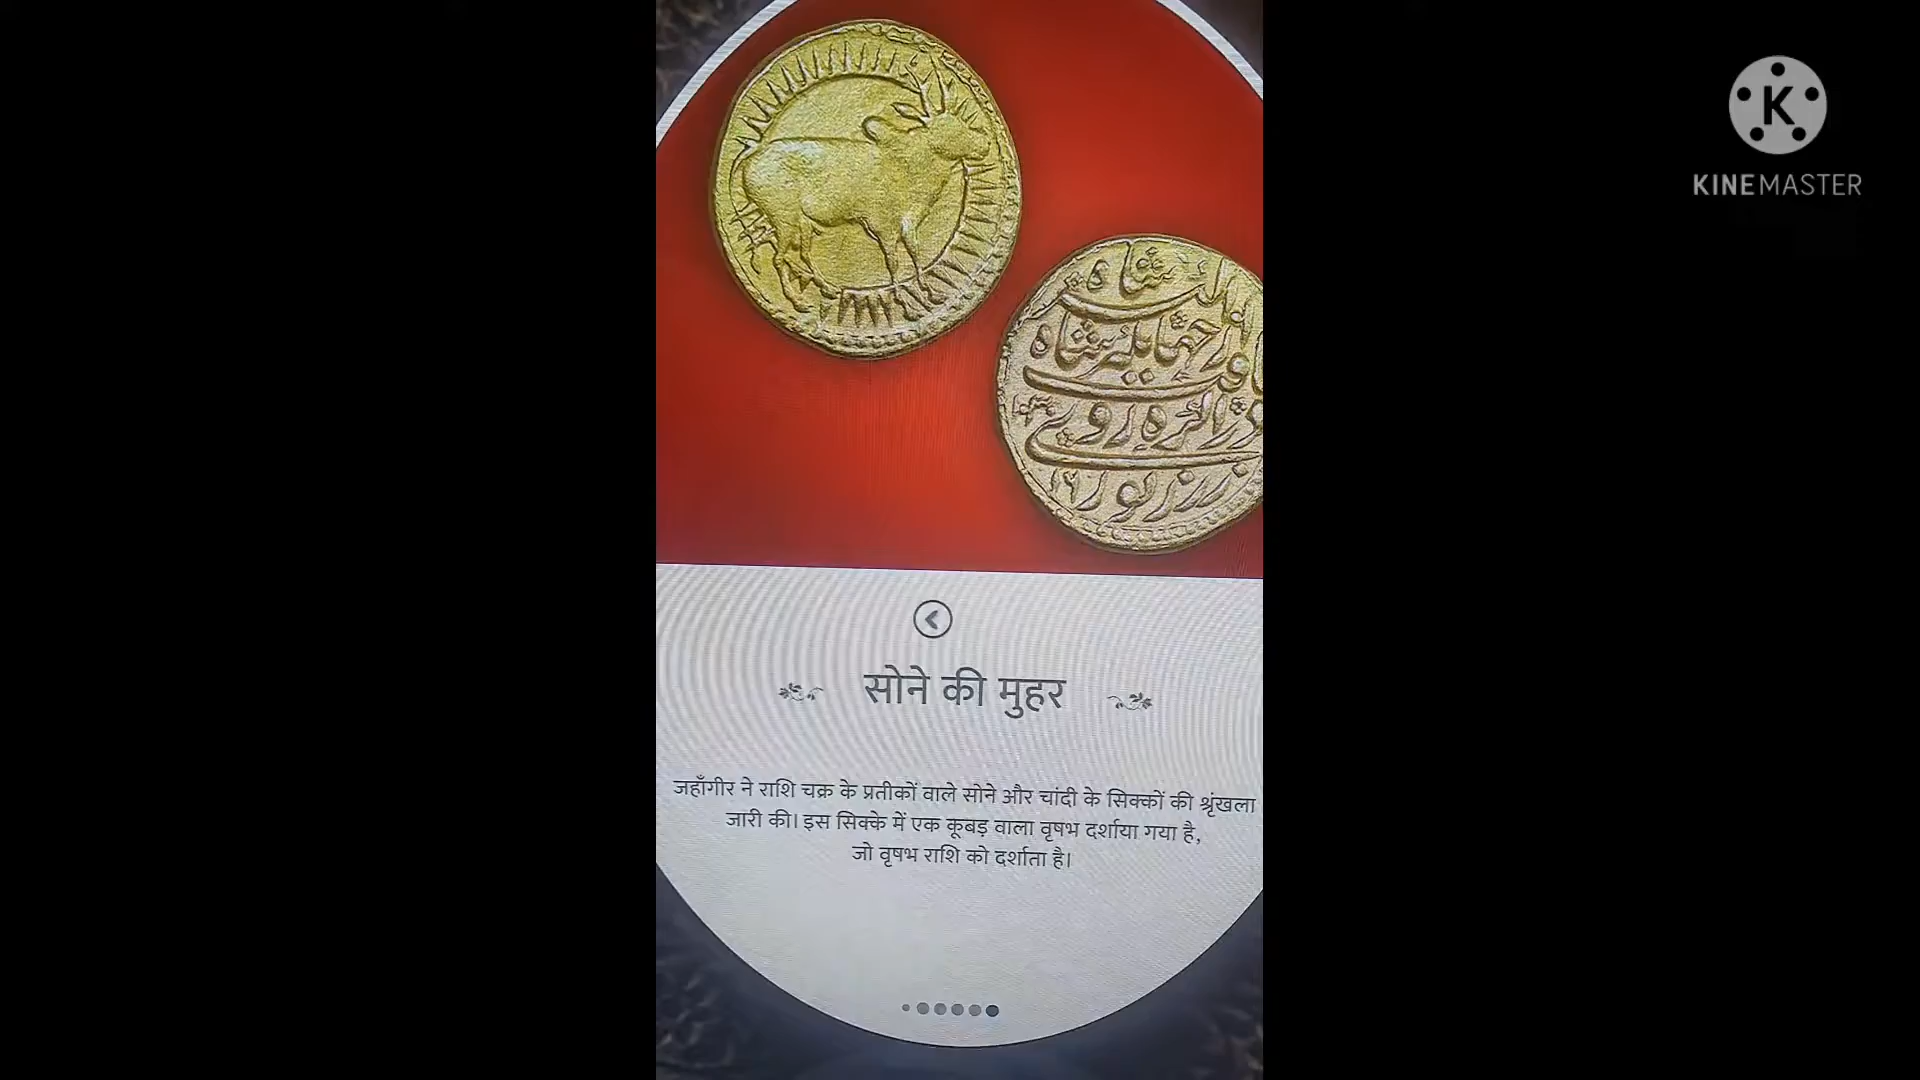 KINEMASTER
सोने की मुहर
जहाँगीर ने राशि चक्र के प्रतीकों वाले सोने और चांदी के सिक्कों की श्रृंखला
जारी की। इस सिक्के में एक कूबड़ वाला वृषभ दर्शाया गया है,
जो वृषभ राशि को दर्शाता है।